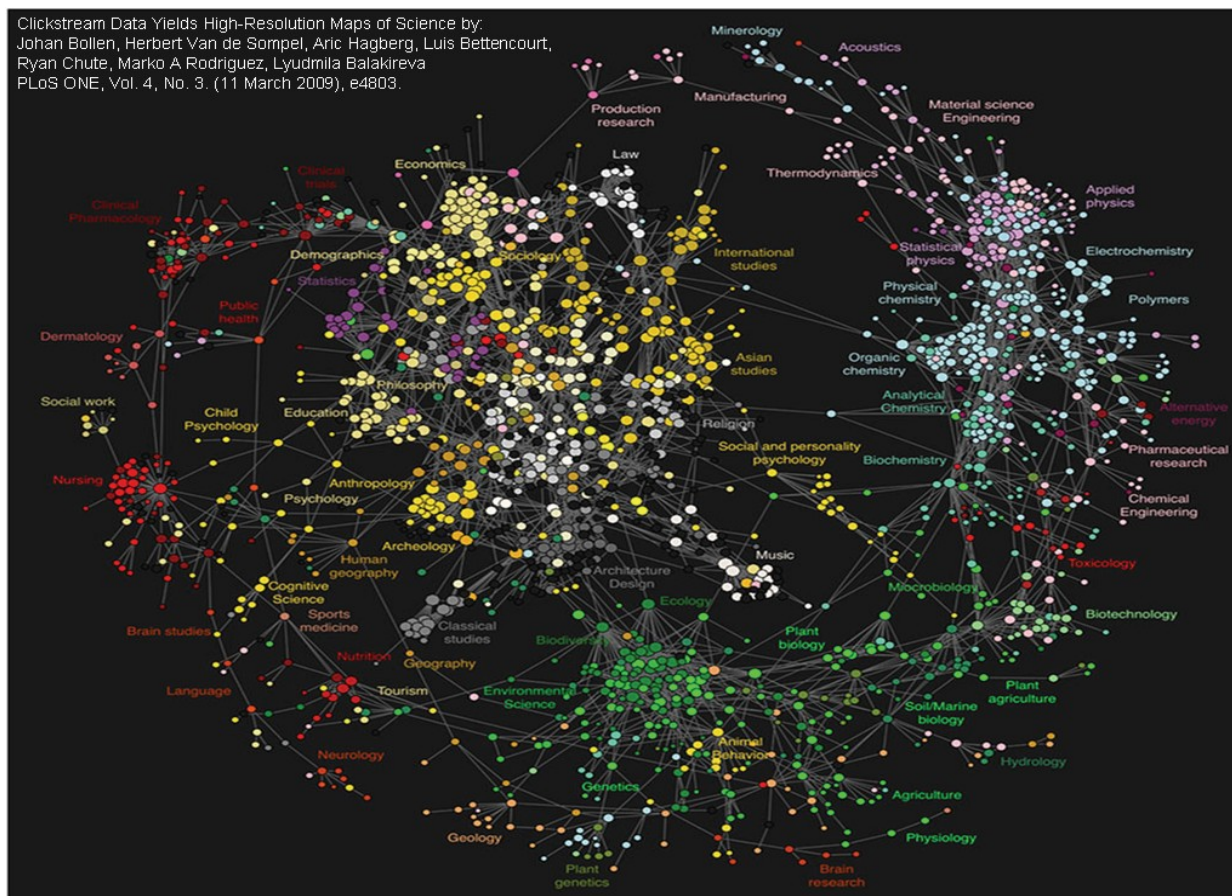 Clickstream Data Yields High-Resolution Maps of Science by:
Johan Bollen, Herbert Van de Sompel, Aric Hagberg, Luis Bettencourt,
Ryan Chute, Marko A Rodriguez, Lyudmila Balakireva
PLoS ONE, Vol. 4, No. 3. (11 March 2009), e4803.
Minerology
Acoustics
Production
research
Manufacturing
Material science
Engineering
Economics
Law
Thermodynamics
Clinical
trials
Clinical
Pharmacology
Applied
physics
Demographics
Sociology
International
studies
Statistical
physics
Electrochemistry
Statistics
Physical
chemistry
Polymers
Public
health
Dermatology
Asian
studies
Organic
chemistry
Philosophy
Social work
Child
Psychology
Education
Religion
Analytical
Chemistry
Alternative
energy
Social and personality
psychology
Biochemistry
Pharmaceutical
research
Nursing
Psychology
Anthropology
Chemical
Engineering
Archeology
Human
geography
Music
Architecture
Design
Toxicology
Cognitive
Science
Sports
medicine
Ecology
Microbiology
Biotechnology
Brain studies
Classical
studies
Biodiversity
Plant
biology
Nutrition
Geography
Language
Tourism
Environmental
Science
Plant
agriculture
Soil/Marine
biology
Neurology
Animal
Behavior
Hydrology
Genetics
Agriculture
Geology
Physiology
Plant
genetics
Brain
research